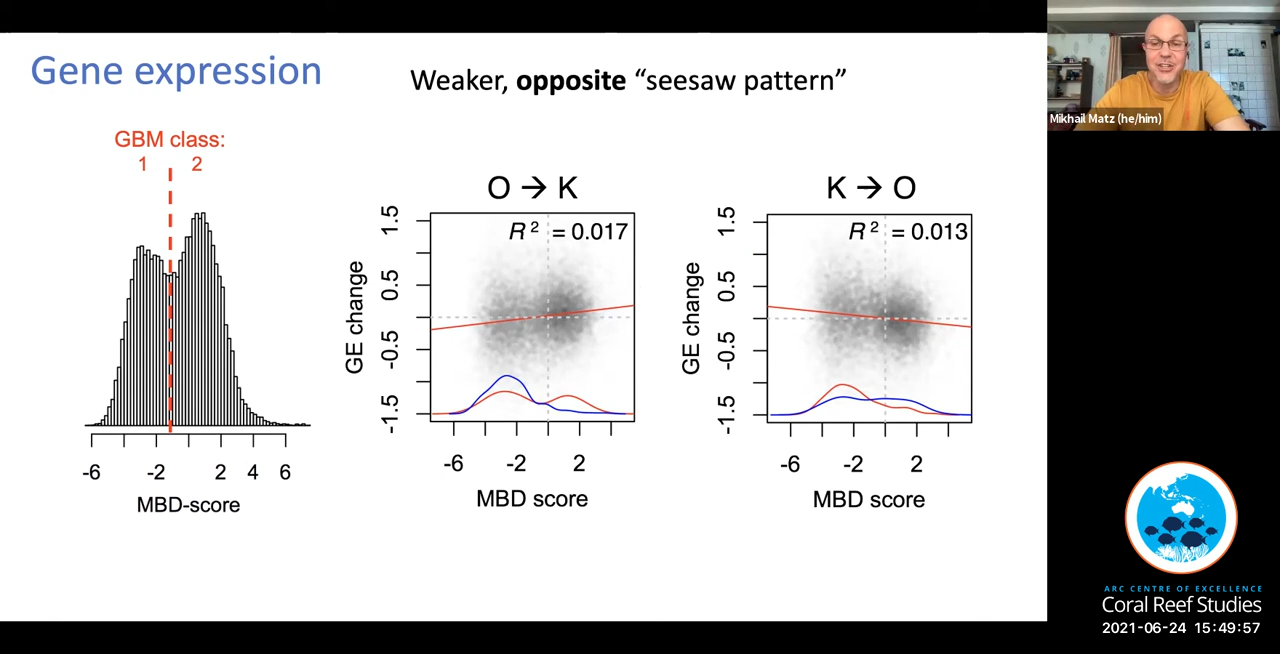 Gene expression
Weaker, opposite “seesaw pattern”
GBM class:
1 2
-6 -2 2 4 6
MBD-score
O → K
R² = 0.017
GE change
1.5
0.5
-0.5
-1.5
-6 -2 2
MBD score
K → O
R² = 0.013
GE change
1.5
0.5
-0.5
-1.5
-6 -2 2
MBD score
Mikhail Matz (he/him)
ARC CENTRE OF EXCELLENCE
Coral Reef Studies
2021-06-24 15:49:57